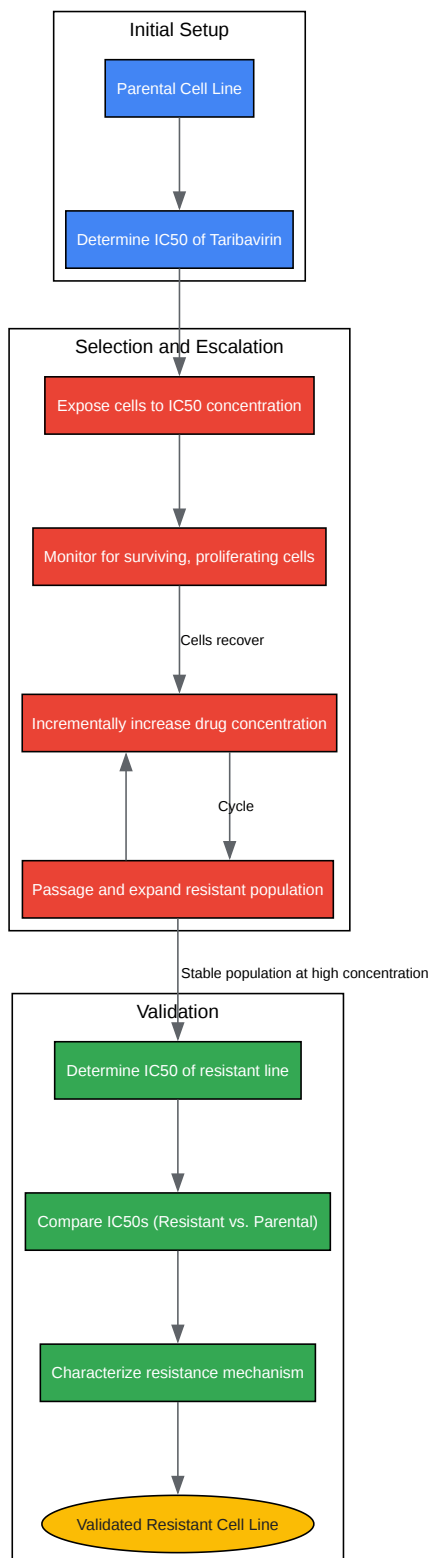 Initial Setup
Parental Cell Line
Determine IC50 of Taribavirin
Selection and Escalation
Expose cells to IC50 concentration
Monitor for surviving, proliferating cells
Cells recover
Incrementally increase drug concentration
Cycle
Passage and expand resistant population
Stable population at high concentration
Validation
Determine IC50 of resistant line
Compare IC50s (Resistant vs. Parental)
Characterize resistance mechanism
Validated Resistant Cell Line